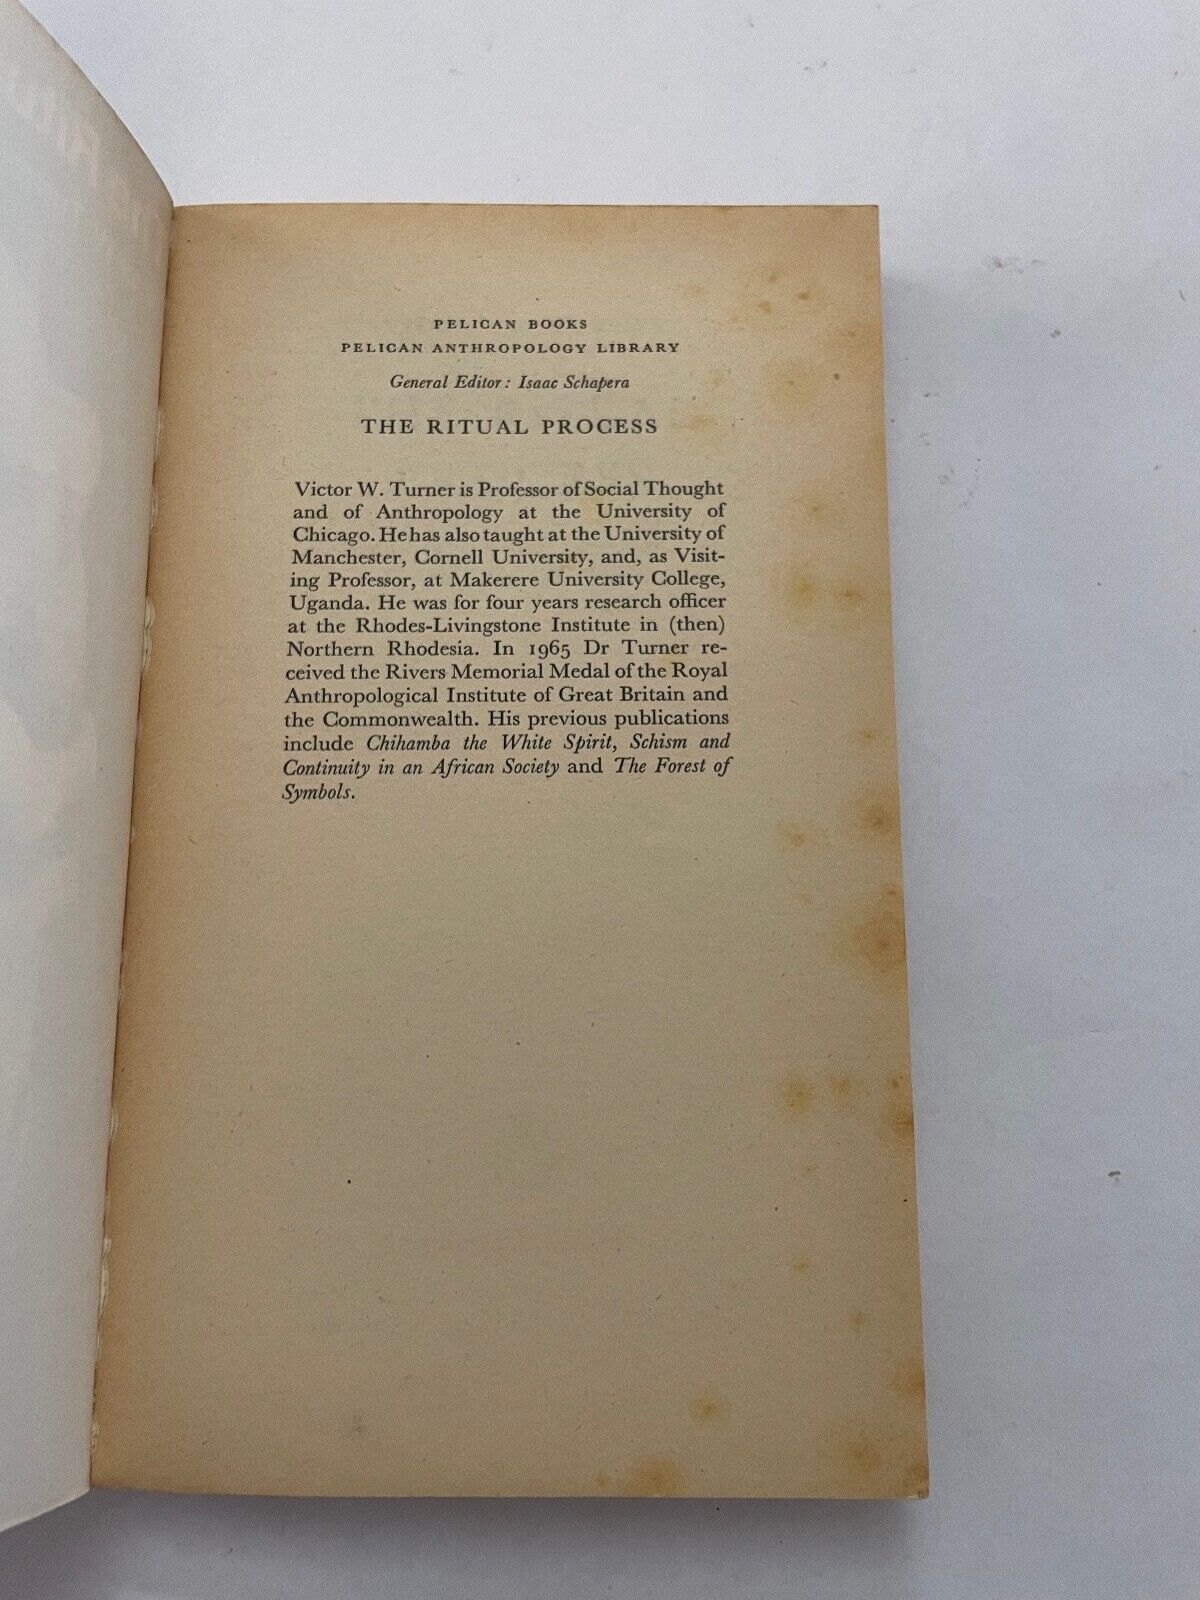 PELICAN BOOKS
PELICAN ANTHROPOLOGY LIBRARY
General Editor: Isaac Schapera
THE RITUAL PROCESS
Victor W. Turner is Professor of Social Thought
and of Anthropology at the University of
Chicago. He has also taught at the University of
Manchester, Cornell University, and, as Visit-
ing Professor, at Makerere University College,
Uganda. He was for four years research officer
at the Rhodes-Livingstone Institute in (then)
Northern Rhodesia. In 1965 Dr Turner re-
ceived the Rivers Memorial Medal of the Royal
Anthropological Institute of Great Britain and
the Commonwealth. His previous publications
include Chihamba the White Spirit, Schism and
Continuity in an African Society and The Forest of
Symbols.